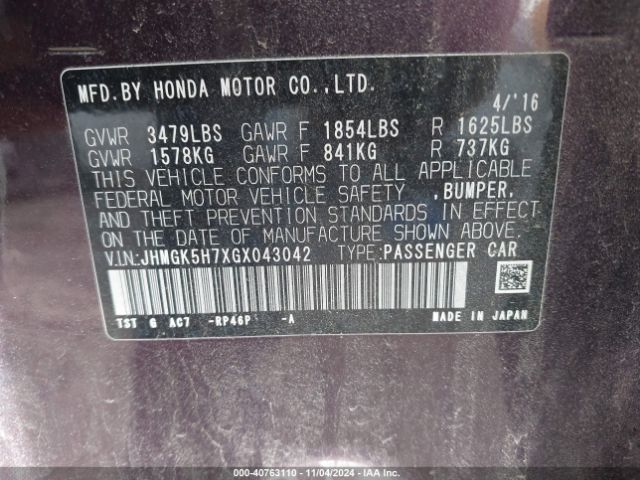 MFD.BY HONDA MOTOR CO.,LTD.
4/'16
GVWR 3479LBS GAWR F 1854LBS R 1625LBS
GVWR 1578KG GAWR F 841KG R 737KG
THIS VEHICLE CONFORMS TO ALL APPLICABLE
FEDERAL MOTOR VEHICLE SAFETY ,BUMPER,
AND THEFT PREVENTION STANDARDS IN EFFECT
ON THE DATE OF MANUFACTURE SHOWN ABOVE.
V.I.N.:JHMGK5H7XGX043042 TYPE:PASSENGER CAR
TST G AC7 -RP46P -A MADE IN JAPAN
000-40763110 - 11/04/2024 - IAA Inc.